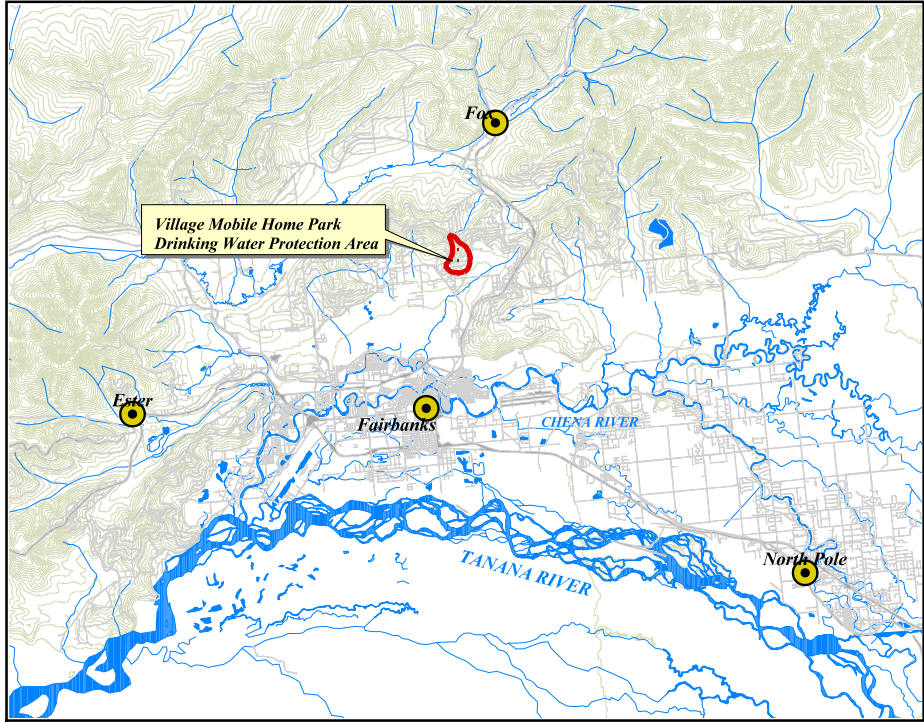 Fox
Village Mobile Home Park
Drinking Water Protection Area
Ester
Fairbanks
CHENA RIVER
TANANA RIVER
North Pole